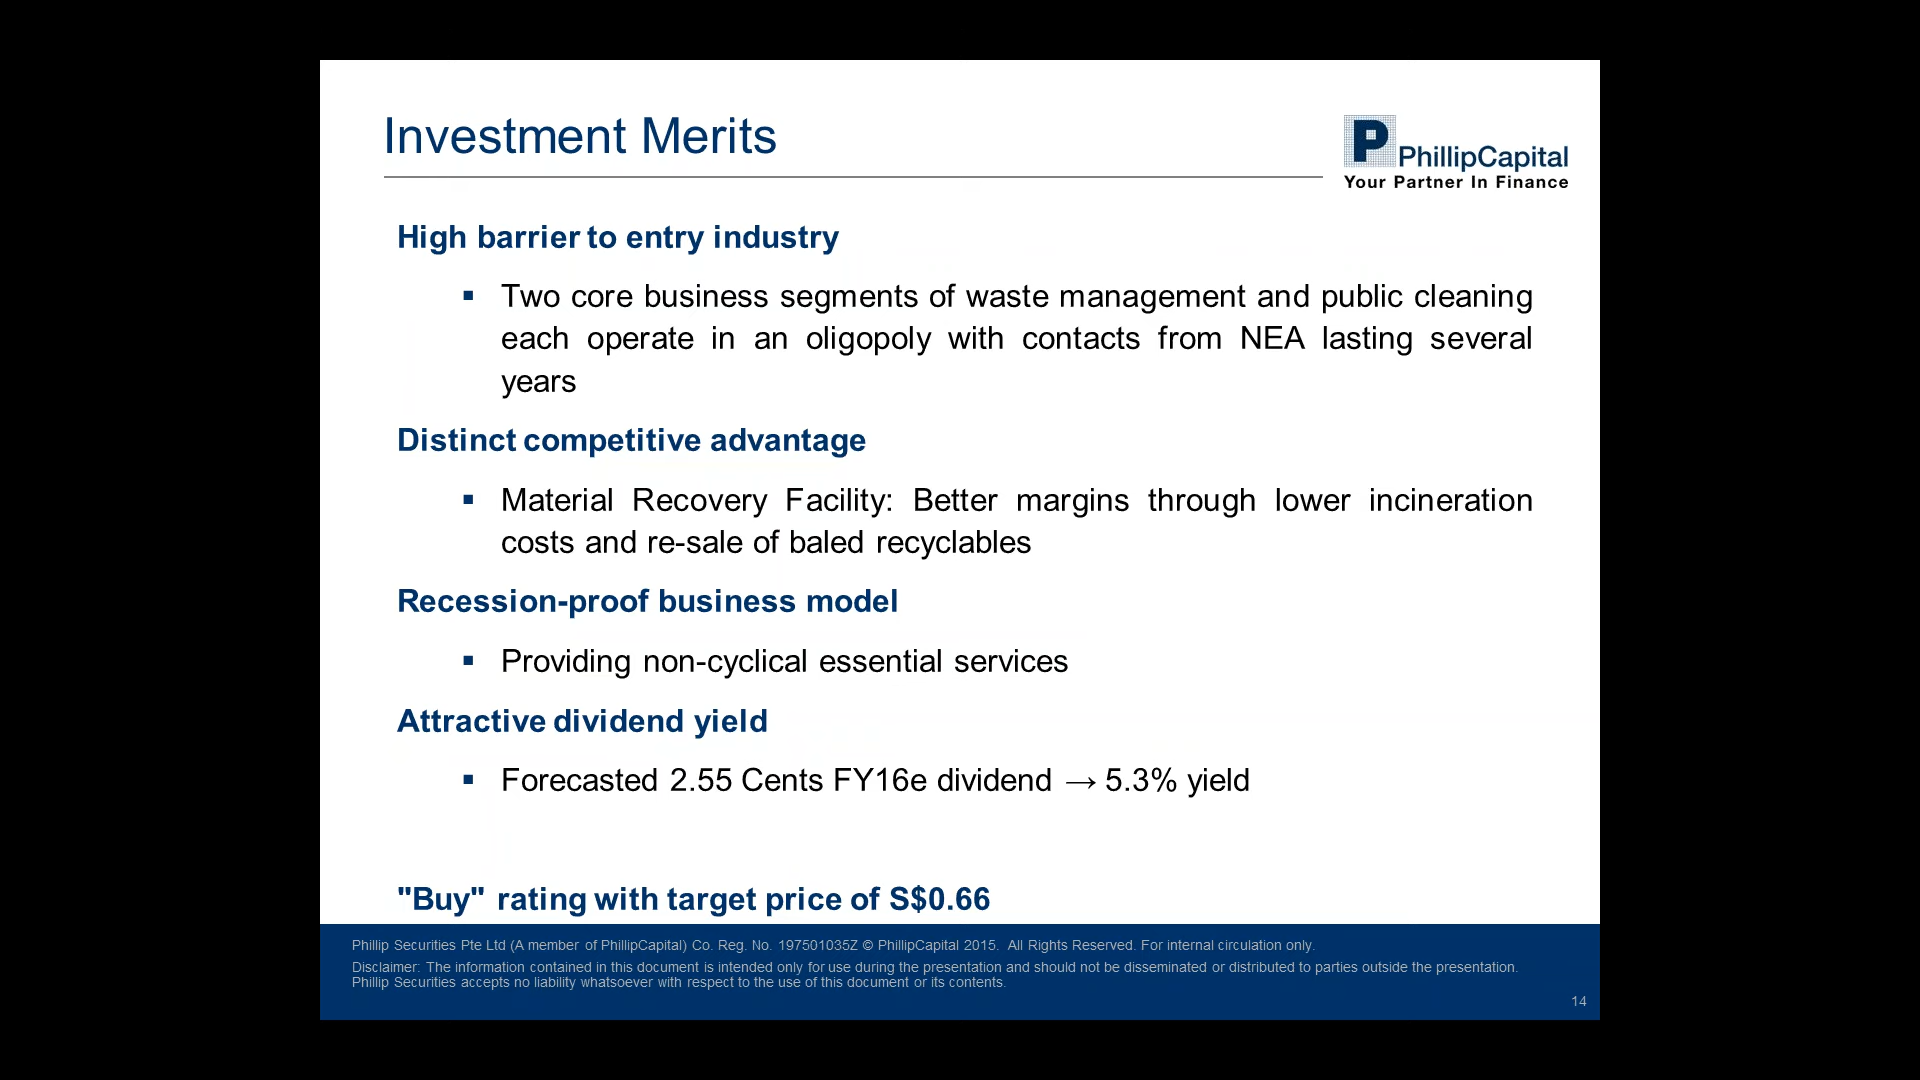 Investment Merits
PhillipCapital
Your Partner In Finance
High barrier to entry industry
▪ Two core business segments of waste management and public cleaning
each operate in an oligopoly with contacts from NEA lasting several
years
Distinct competitive advantage
▪ Material Recovery Facility: Better margins through lower incineration
costs and re-sale of baled recyclables
Recession-proof business model
▪ Providing non-cyclical essential services
Attractive dividend yield
▪ Forecasted 2.55 Cents FY16e dividend → 5.3% yield
"Buy" rating with target price of S$0.66
Phillip Securities Pte Ltd (A member of PhillipCapital) Co. Reg. No. 197501035Z © PhillipCapital 2015. All Rights Reserved. For internal circulation only.
Disclaimer: The information contained in this document is intended only for use during the presentation and should not be disseminated or distributed to parties outside the presentation.
Phillip Securities accepts no liability whatsoever with respect to the use of this document or its contents.
14